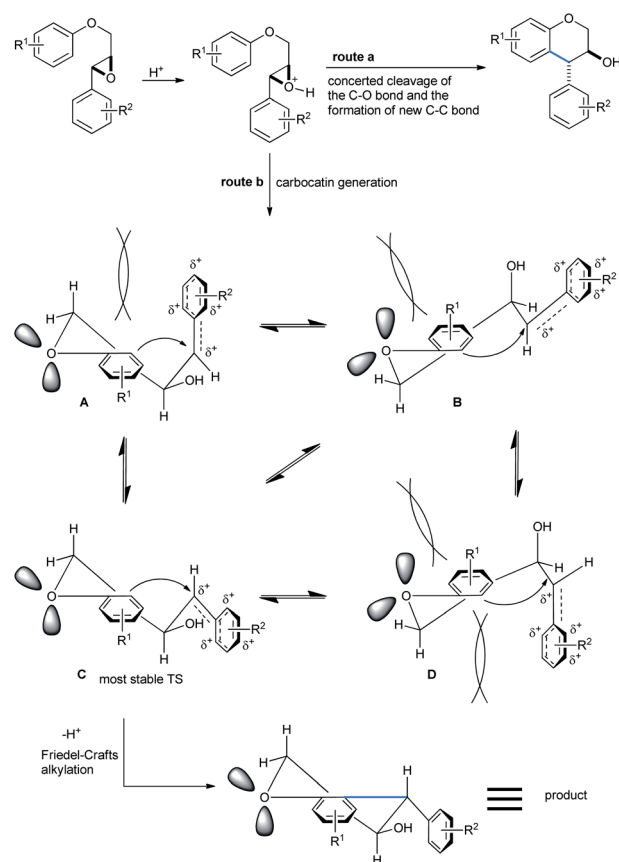 R¹ O O R²
H⁺
R¹ O O⁺ H R²
route a
concerted cleavage of
the C-O bond and the
formation of new C-C bond
R¹ O OH R²
route b carbocatin generation
H H O R¹ H OH H δ⁺ δ⁺ δ⁺ δ⁺ R²
A
O H H R¹ OH H H δ⁺ δ⁺ δ⁺ δ⁺ R²
B
H H O R¹ H OH H δ⁺ δ⁺ δ⁺ δ⁺ R²
C most stable TS
O H H R¹ OH H H δ⁺ δ⁺ δ⁺ δ⁺ R²
D
-H⁺
Friedel-Crafts
alkylation
H H O R¹ H OH H R²
product